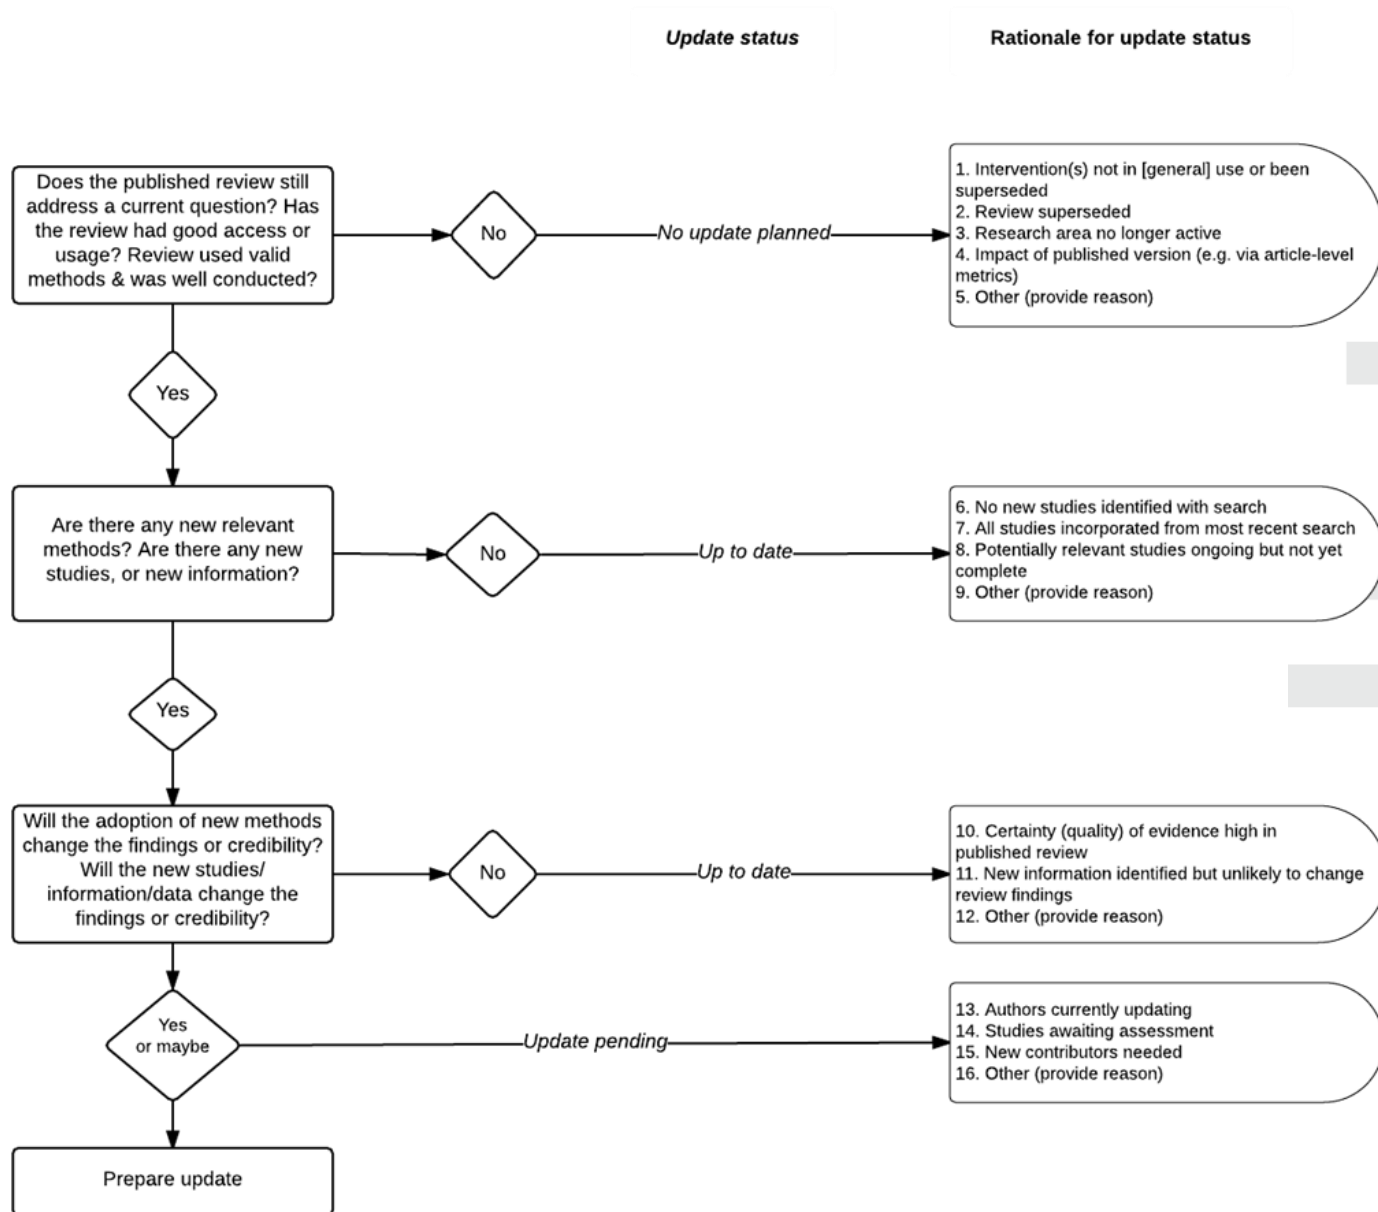 Update status
Rationale for update status
Does the published review still
address a current question? Has
the review had good access or
usage? Review used valid
methods & was well conducted?
No
No update planned
1. Intervention(s) not in [general] use or been
superseded
2. Review superseded
3. Research area no longer active
4. Impact of published version (e.g. via article-level
metrics)
5. Other (provide reason)
Yes
Are there any new relevant
methods? Are there any new
studies, or new information?
No
Up to date
6. No new studies identified with search
7. All studies incorporated from most recent search
8. Potentially relevant studies ongoing but not yet
complete
9. Other (provide reason)
Yes
Will the adoption of new methods
change the findings or credibility?
Will the new studies/
information/data change the
findings or credibility?
No
Up to date
10. Certainty (quality) of evidence high in
published review
11. New information identified but unlikely to change
review findings
12. Other (provide reason)
Yes
or maybe
Update pending
13. Authors currently updating
14. Studies awaiting assessment
15. New contributors needed
16. Other (provide reason)
Prepare update